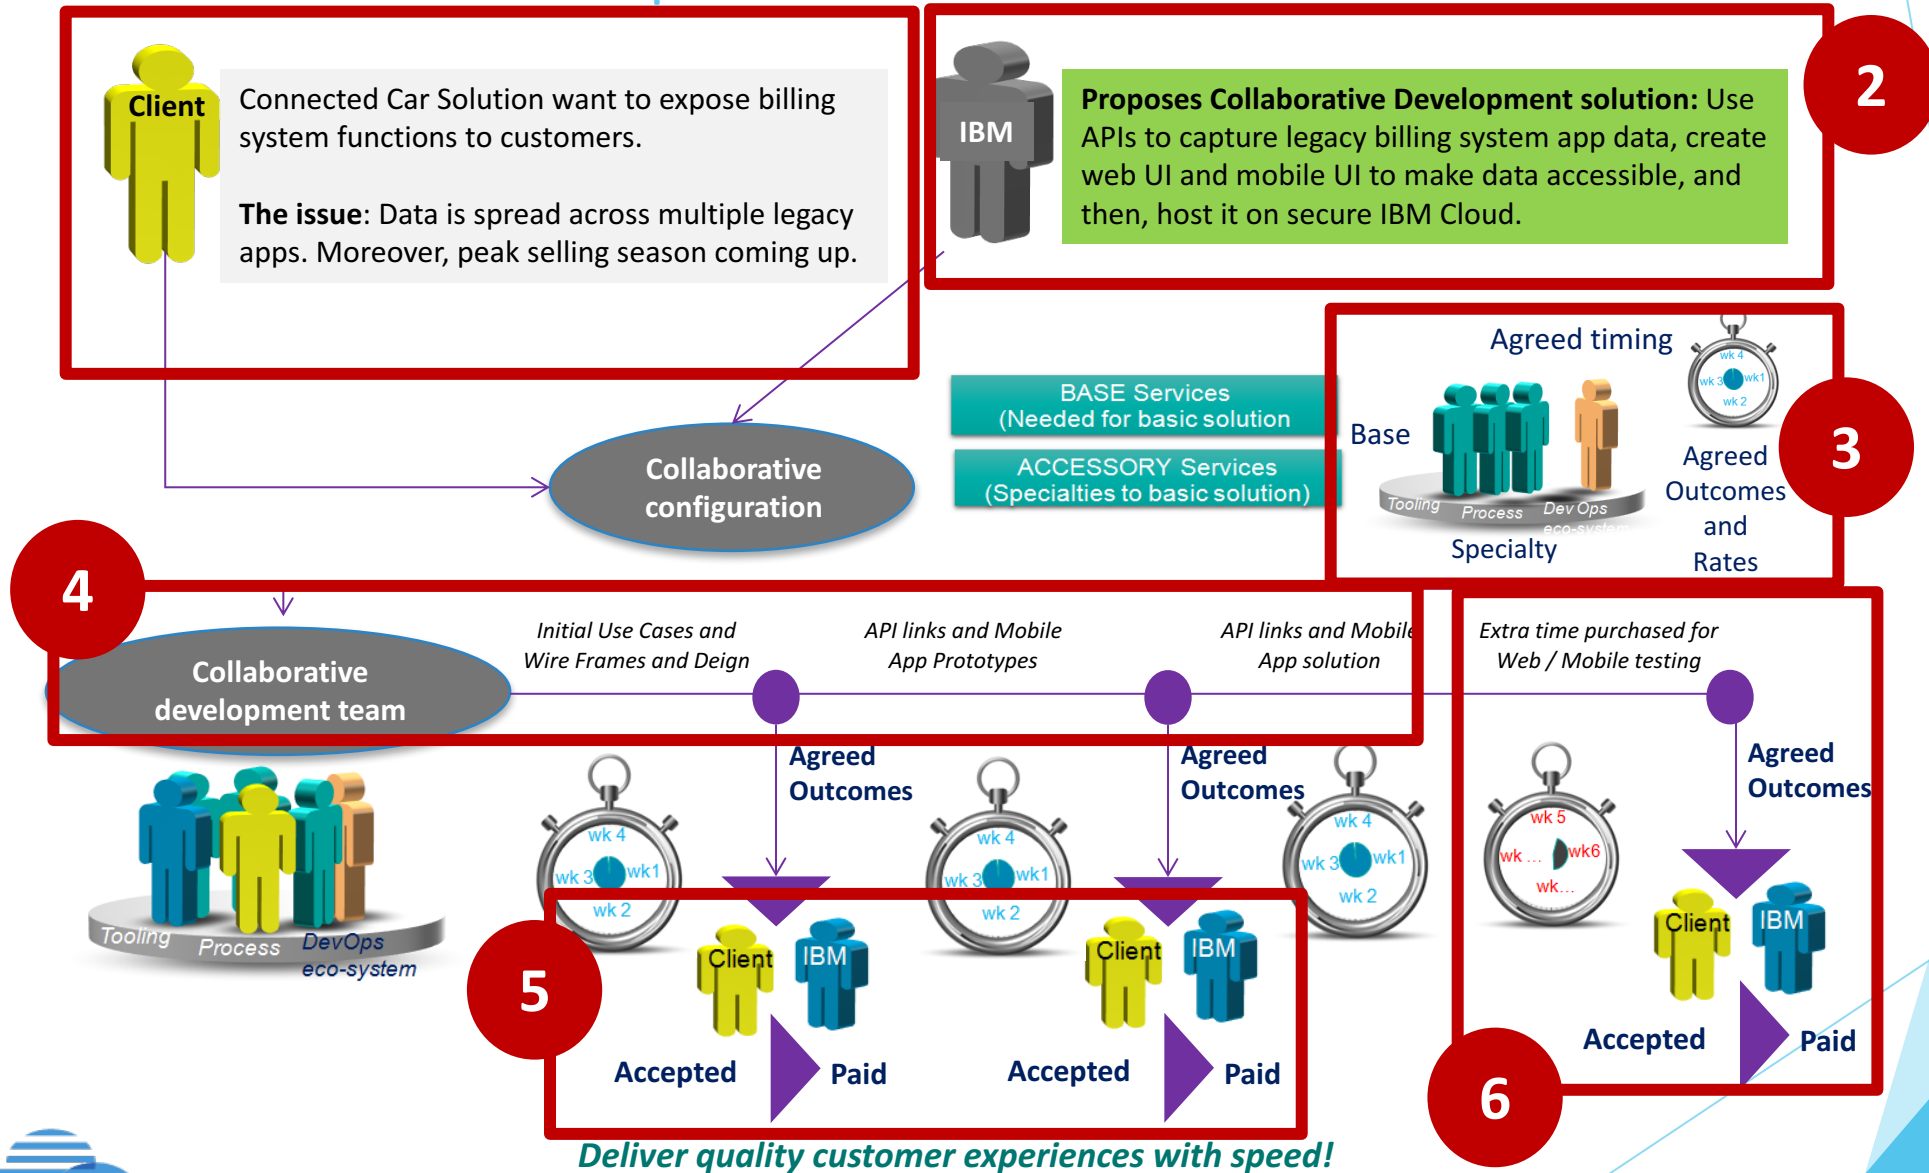 Client
Connected Car Solution want to expose billing
system functions to customers.
The issue: Data is spread across multiple legacy
apps. Moreover, peak selling season coming up.
IBM
Proposes Collaborative Development solution: Use
APIs to capture legacy billing system app data, create
web UI and mobile UI to make data accessible, and
then, host it on secure IBM Cloud.
2
Collaborative
configuration
BASE Services
(Needed for basic solution
ACCESSORY Services
(Specialties to basic solution)
Agreed timing
wk 4
wk 3
wk1
wk 2
Base
Tooling
Process
Dev Ops
eco-system
Specialty
Agreed
Outcomes
and
Rates
3
4
Collaborative
development team
Initial Use Cases and
Wire Frames and Deign
API links and Mobile
App Prototypes
API links and Mobile
App solution
Extra time purchased for
Web / Mobile testing
Agreed
Outcomes
Agreed
Outcomes
Agreed
Outcomes
Tooling
Process
DevOps
eco-system
wk 4
wk 3
wk1
wk 2
wk 4
wk 3
wk1
wk 2
wk 4
wk 3
wk1
wk 2
wk 5
wk ...
wk6
wk...
5
Client
IBM
Accepted
Paid
Client
IBM
Accepted
Paid
Client
IBM
Accepted
Paid
6
Deliver quality customer experiences with speed!